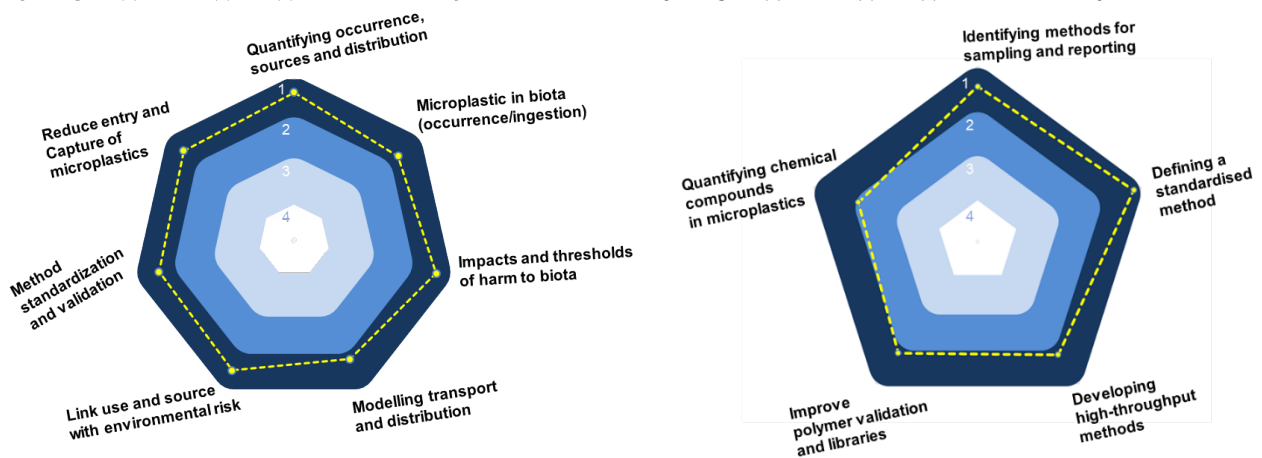 Quantifying occurrence,
sources and distribution
Microplastic in biota
(occurrence/ingestion)
Impacts and thresholds
of harm to biota
Modelling transport
and distribution
Link use and source
with environmental risk
Method
standardization
and validation
Reduce entry and
Capture of
microplastics
1
2
3
4
Identifying methods for
sampling and reporting
Defining a
standardised
method
Developing
high-throughput
methods
Improve
polymer validation
and libraries
Quantifying chemical
compounds
in microplastics
1
2
3
4